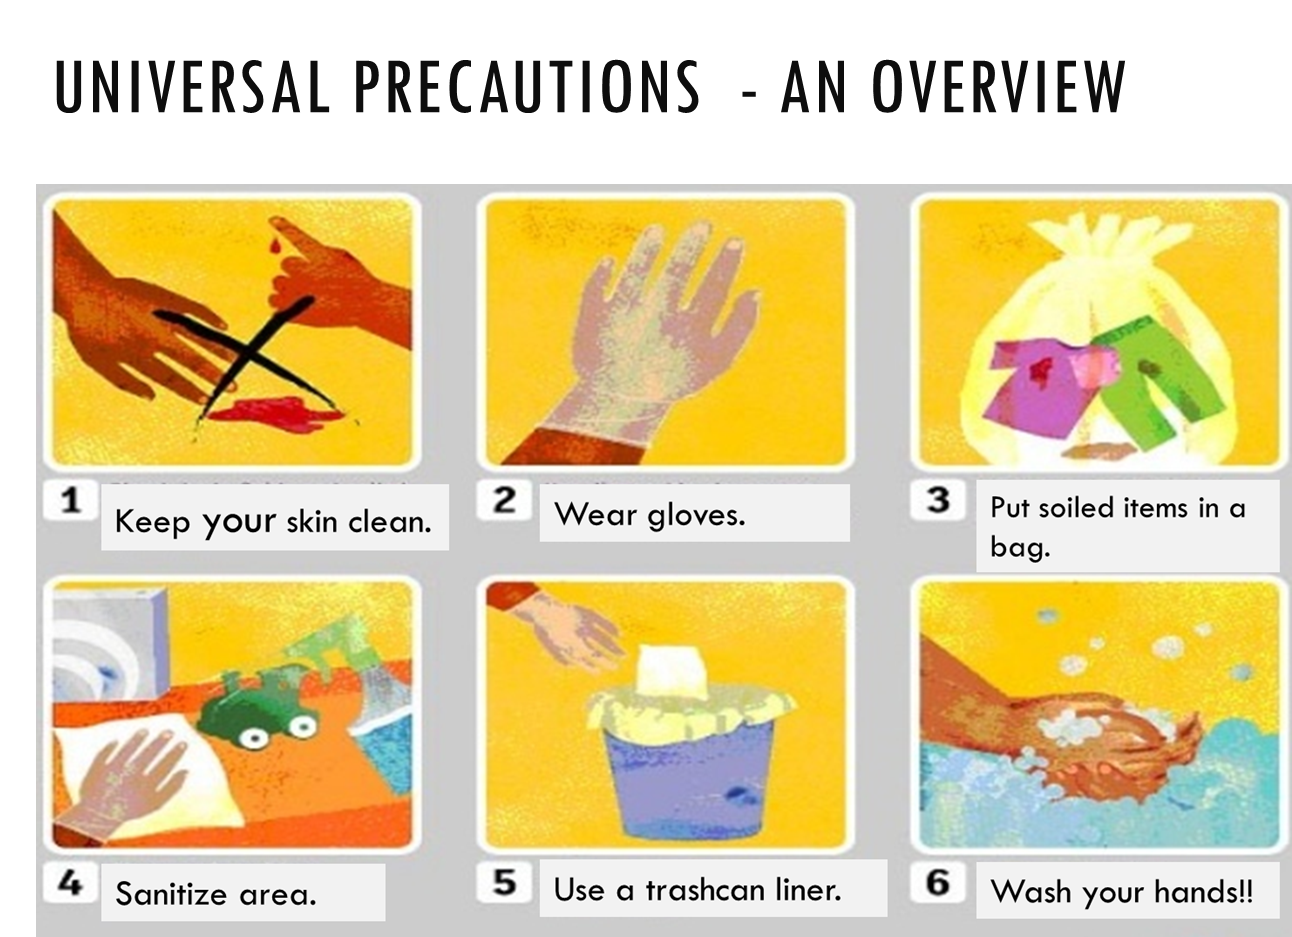 UNIVERSAL PRECAUTIONS - AN OVERVIEW
1 Keep your skin clean.
2 Wear gloves.
3 Put soiled items in a
bag.
4 Sanitize area.
5 Use a trashcan liner.
6 Wash your hands!!